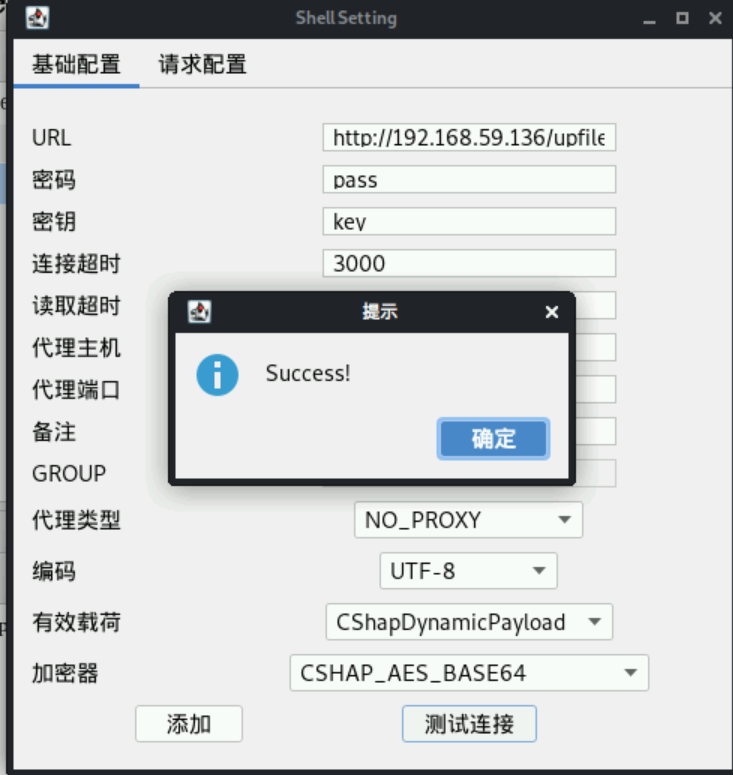 Shell Setting
基础配置 请求配置
URL http://192.168.59.136/upfile
密码 pass
密钥 key
连接超时 3000
读取超时
提示
代理主机
Success!
代理端口
备注
确定
GROUP
代理类型 NO_PROXY
编码 UTF-8
有效载荷 CShapDynamicPayload
加密器 CSHAP_AES_BASE64
添加 测试连接